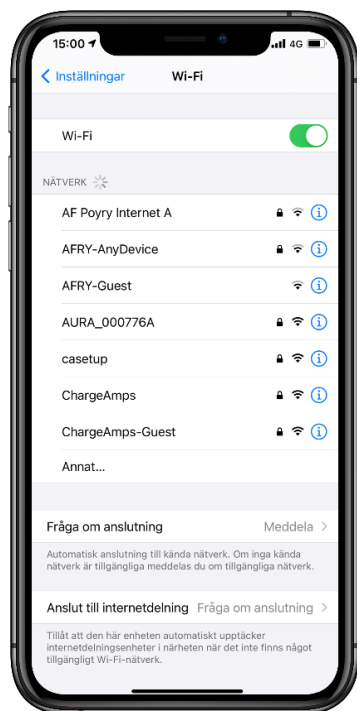 15:00 4G
Inställningar Wi-Fi
Wi-Fi
NÄTVERK
AF Poyry Internet A
AFRY-AnyDevice
AFRY-Guest
AURA_000776A
casetup
ChargeAmps
ChargeAmps-Guest
Annat...
Fråga om anslutning Meddela
Automatisk anslutning till kända nätverk. Om inga kända
nätverk är tillgängliga meddelas du om tillgängliga nätverk.
Anslut till internetdelning Fråga om anslutning
Tillåt att den här enheten automatiskt upptäcker
internetdelningsenheter i närheten när det inte finns något
tillgängligt Wi-Fi-nätverk.